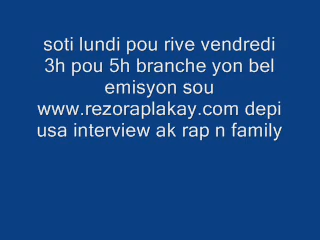 soti lundi pou rive vendredi
3h pou 5h branche yon bel
emisyon sou
www.rezoraplakay.com depi
usa interview ak rap n family